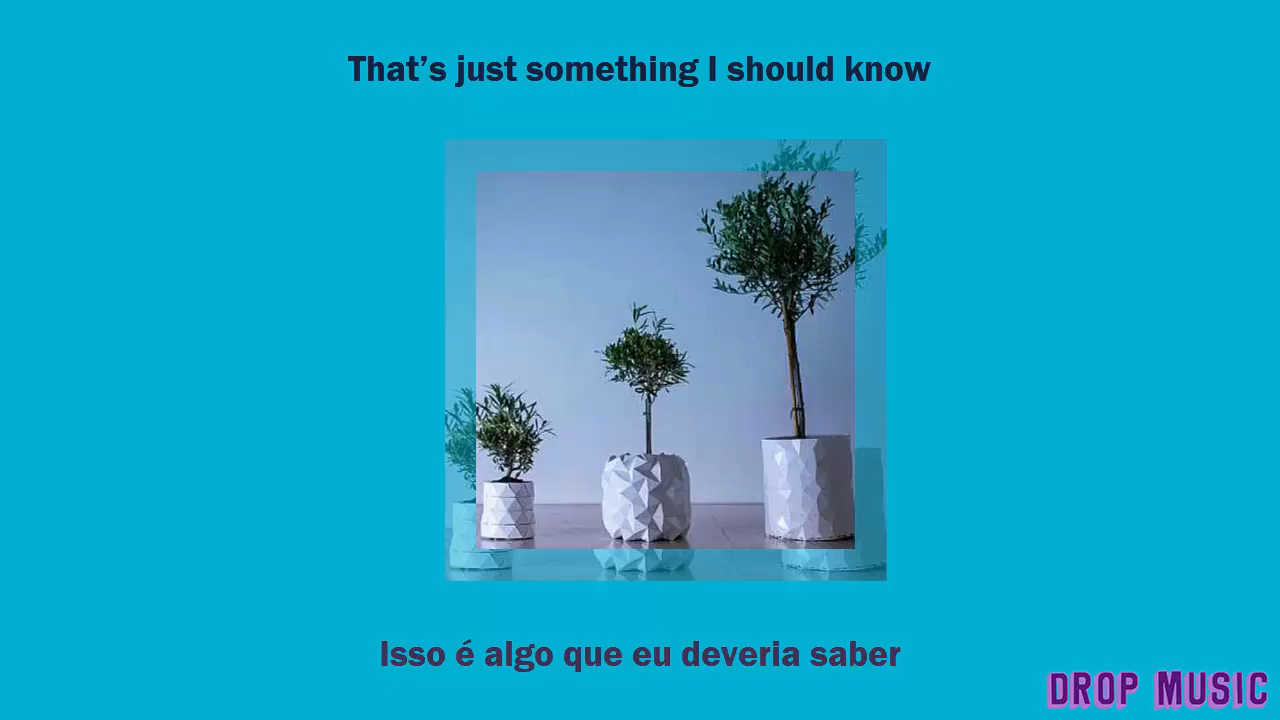 That’s just something I should know
Isso é algo que eu deveria saber
DROP MUSIC